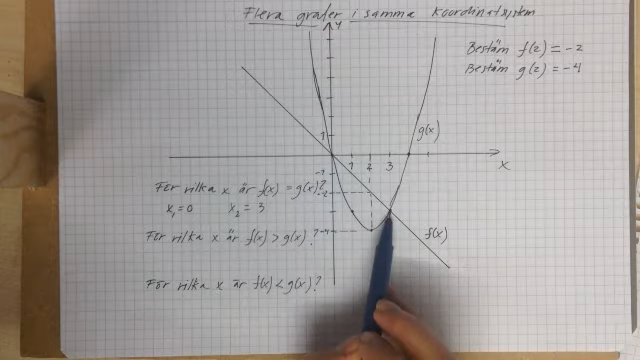 Flera grafer i samma koordinatsystem
y
Bestäm f(2) = -2
Bestäm g(2) = -4
g(x)
1
1 2 3
x
-1
För vilka x är f(x) = g(x)?
-2
x₁ = 0 x₂ = 3
För vilka x är f(x) > g(x)?
-4
f(x)
För vilka x är f(x) < g(x)?